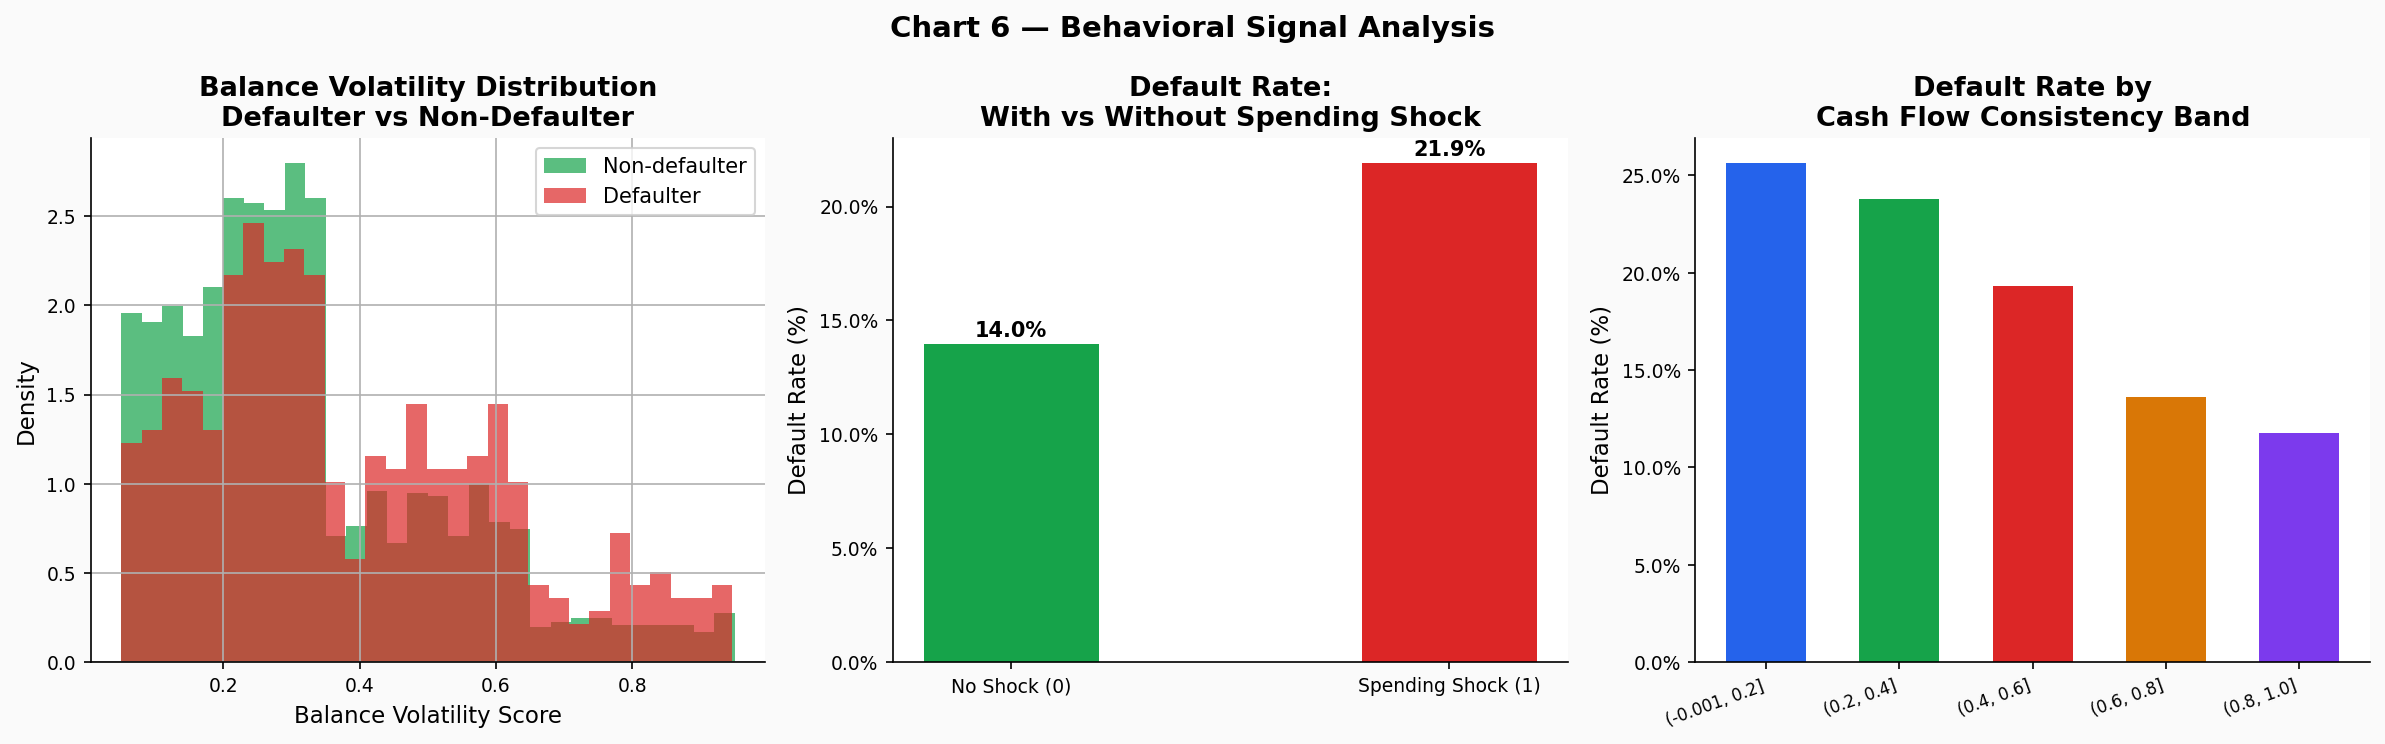 Chart 6 — Behavioral Signal Analysis
Balance Volatility Distribution
Defaulter vs Non-Defaulter
Non-defaulter
Defaulter
Density
2.5
2.0
1.5
1.0
0.5
0.0
0.2
0.4
0.6
0.8
Balance Volatility Score
Default Rate:
With vs Without Spending Shock
Default Rate (%)
20.0%
15.0%
10.0%
5.0%
0.0%
14.0%
21.9%
No Shock (0)
Spending Shock (1)
Default Rate by
Cash Flow Consistency Band
Default Rate (%)
25.0%
20.0%
15.0%
10.0%
5.0%
0.0%
(-0.001, 0.2]
(0.2, 0.4]
(0.4, 0.6]
(0.6, 0.8]
(0.8, 1.0]